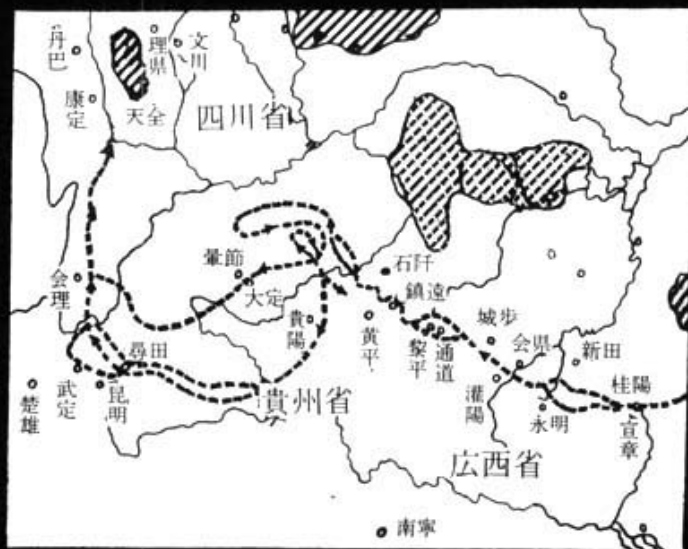 丹巴
理県
文川
康定
天全
四川省
会理
畢節
大定
石阡
鎮遠
貴陽
黄平
黎平
通道
城歩
会県
新田
桂陽
宣章
永明
灌陽
尋田
昆明
武定
楚雄
貴州省
広西省
南寧